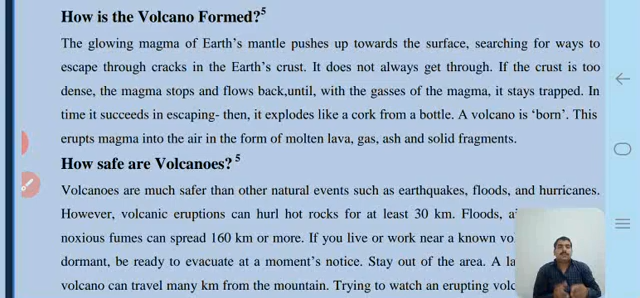 How is the Volcano Formed?5
The glowing magma of Earth's mantle pushes up towards the surface, searching for ways to
escape through cracks in the Earth's crust. It does not always get through. If the crust is too
dense, the magma stops and flows back,until, with the gasses of the magma, it stays trapped. In
time it succeeds in escaping- then, it explodes like a cork from a bottle. A volcano is 'born'. This
erupts magma into the air in the form of molten lava, gas, ash and solid fragments.
How safe are Volcanoes? 5
Volcanoes are much safer than other natural events such as earthquakes, floods, and hurricanes.
However, volcanic eruptions can hurl hot rocks for at least 30 km. Floods,
noxious fumes can spread 160 km or more. If you live or work near a known
dormant, be ready to evacuate at a moment's notice. Stay out of the area. A
volcano can travel many km from the mountain. Trying to watch an erupting